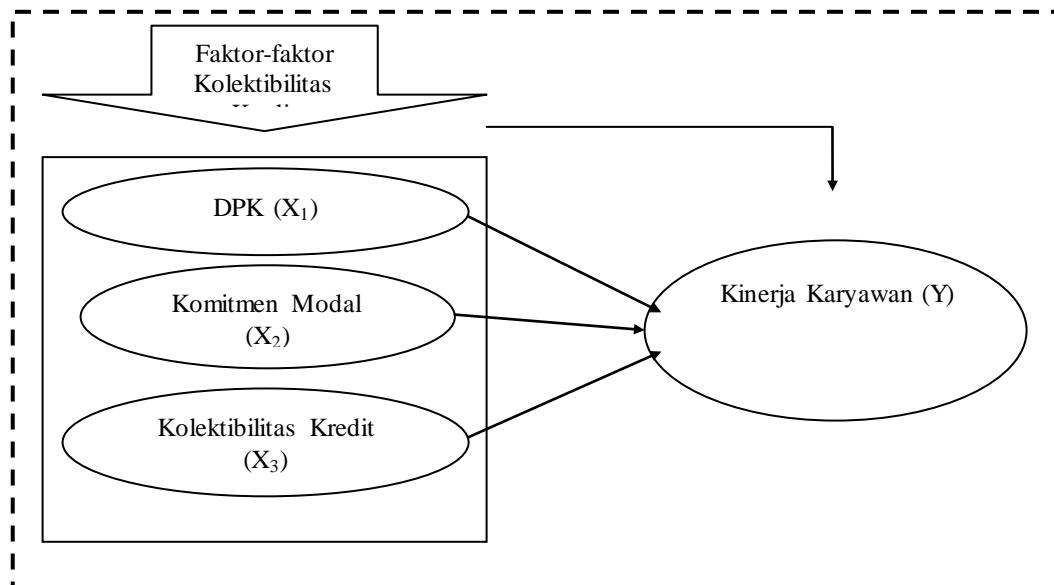 Faktor-faktor
Kolektibilitas
DPK (X₁)
Komitmen Modal
(X₂)
Kolektibilitas Kredit
(X₃)
Kinerja Karyawan (Y)